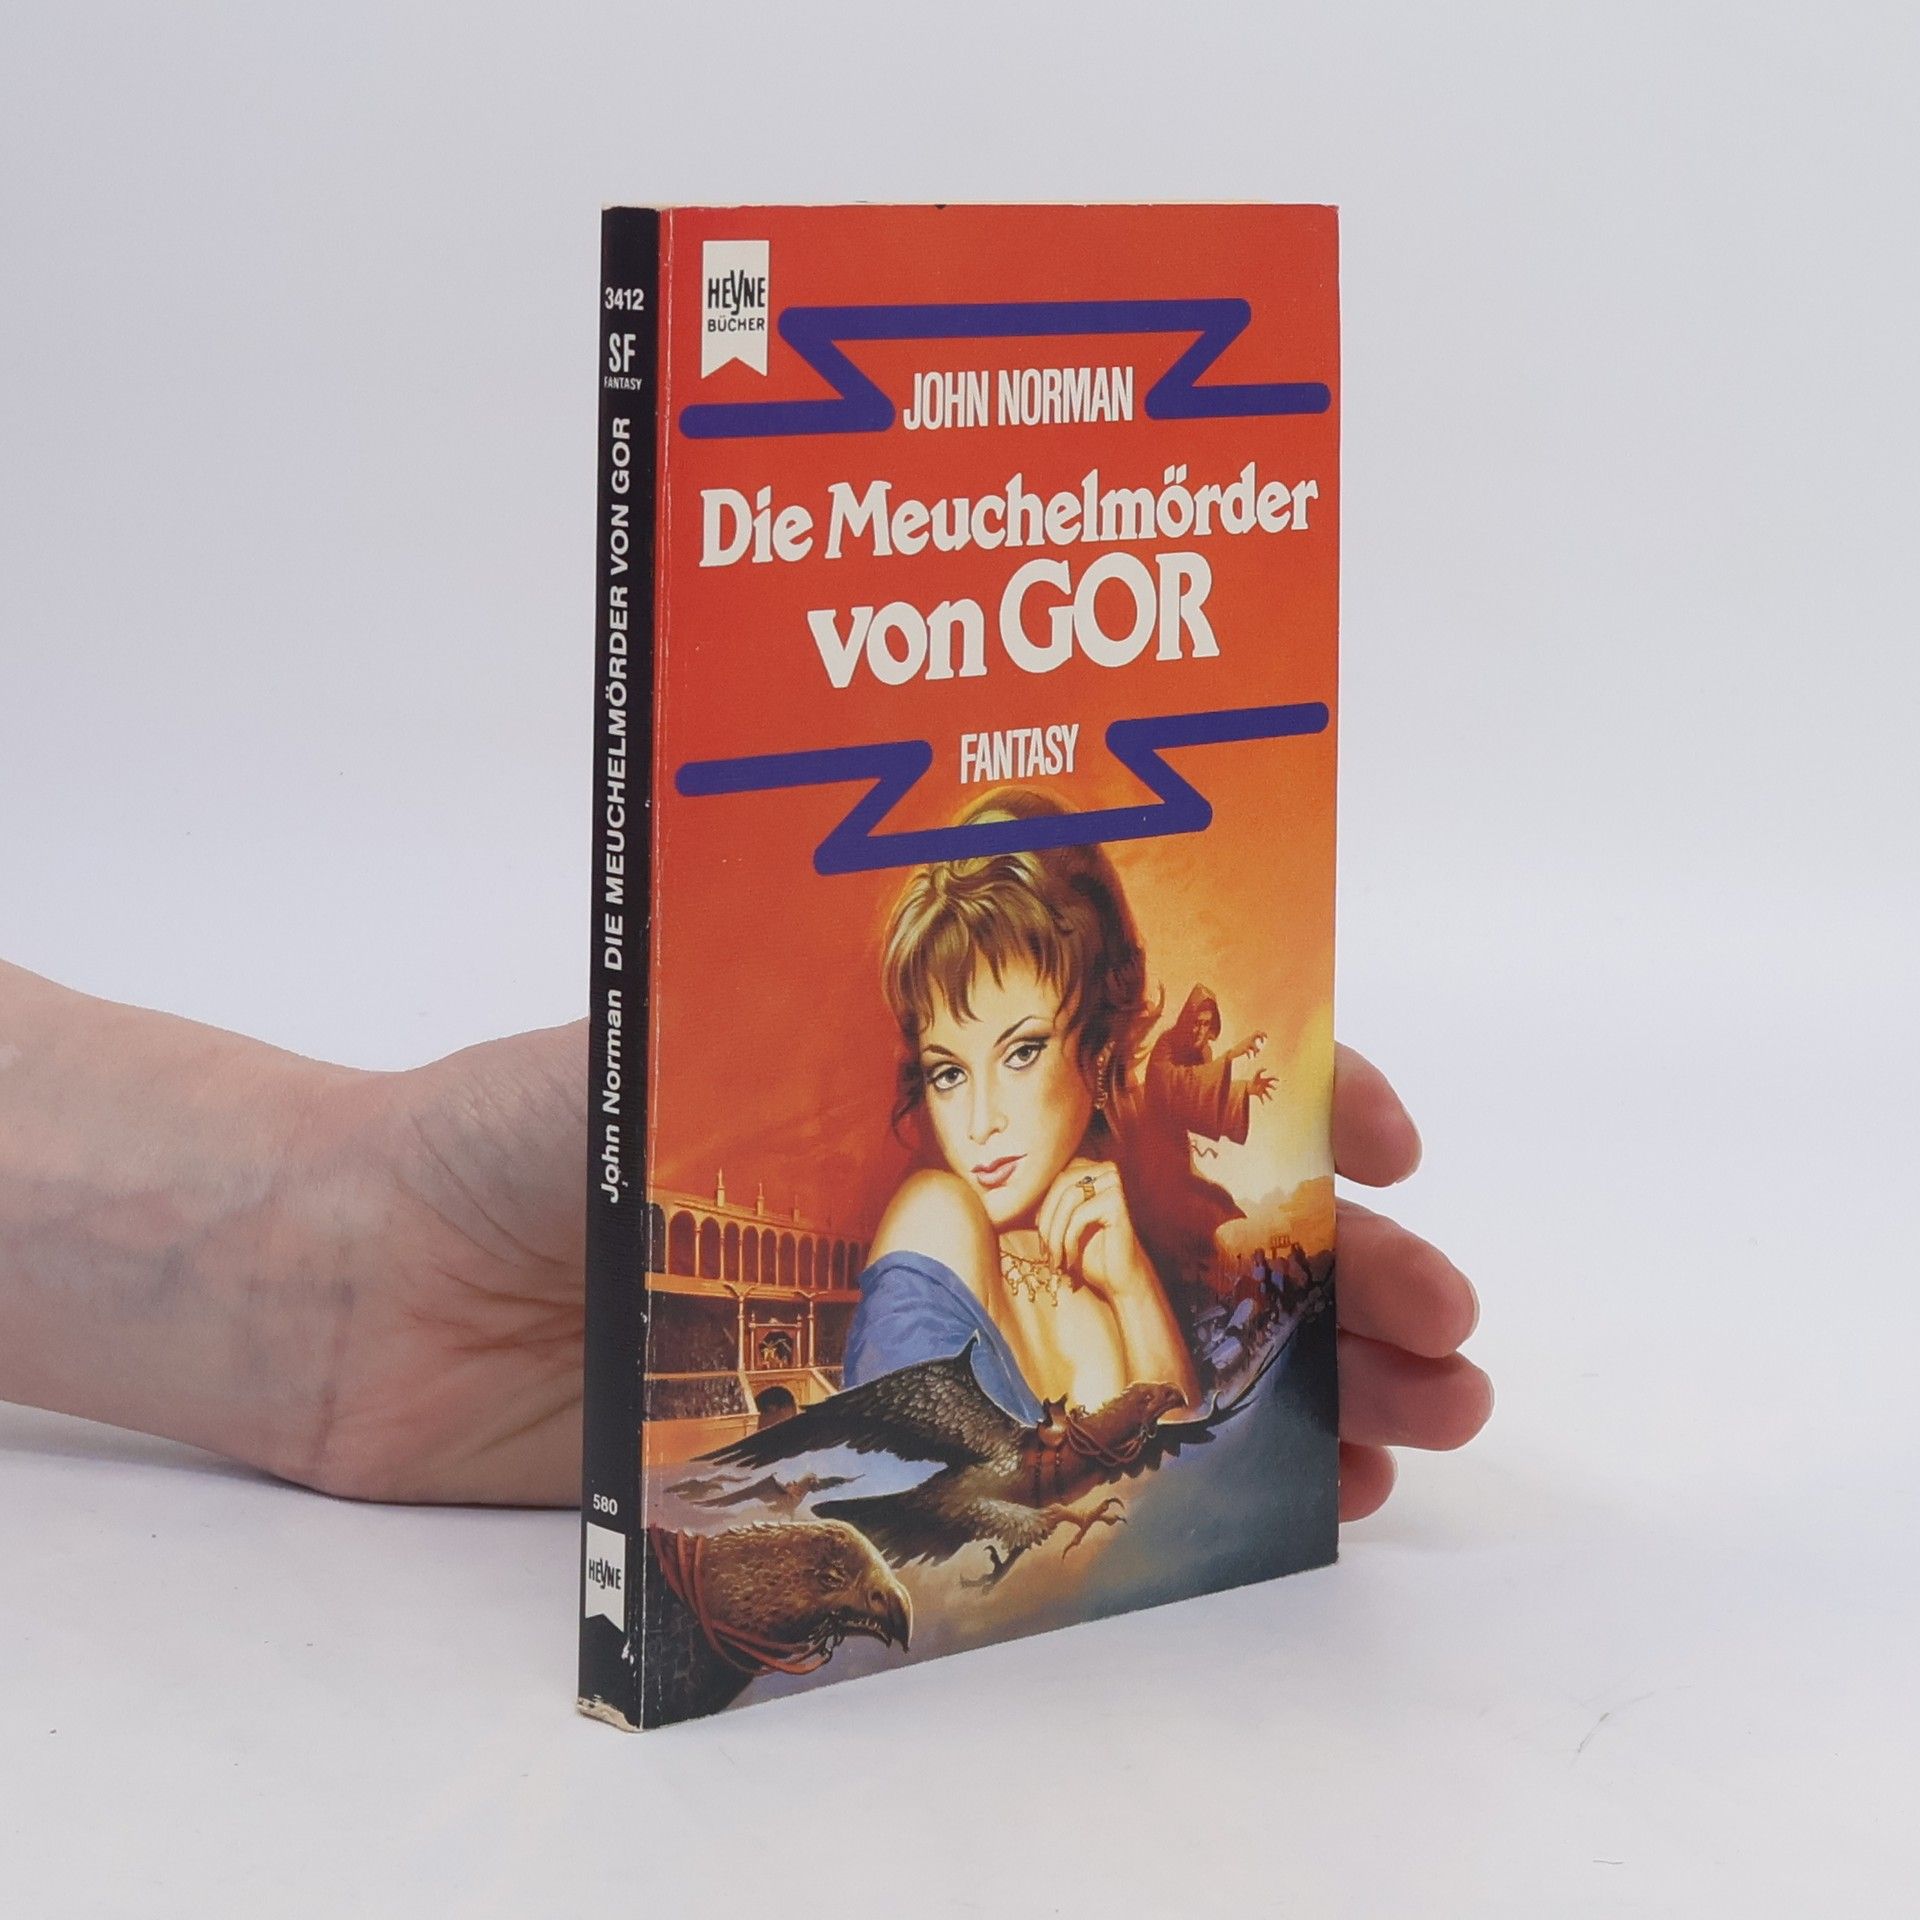 3412
SF
FANTASY
John Norman DIE MEUCHELMÖRDER VON GOR
580
HEYNE
HEYNE
BÜCHER
JOHN NORMAN
Die Meuchelmörder
von GOR
FANTASY